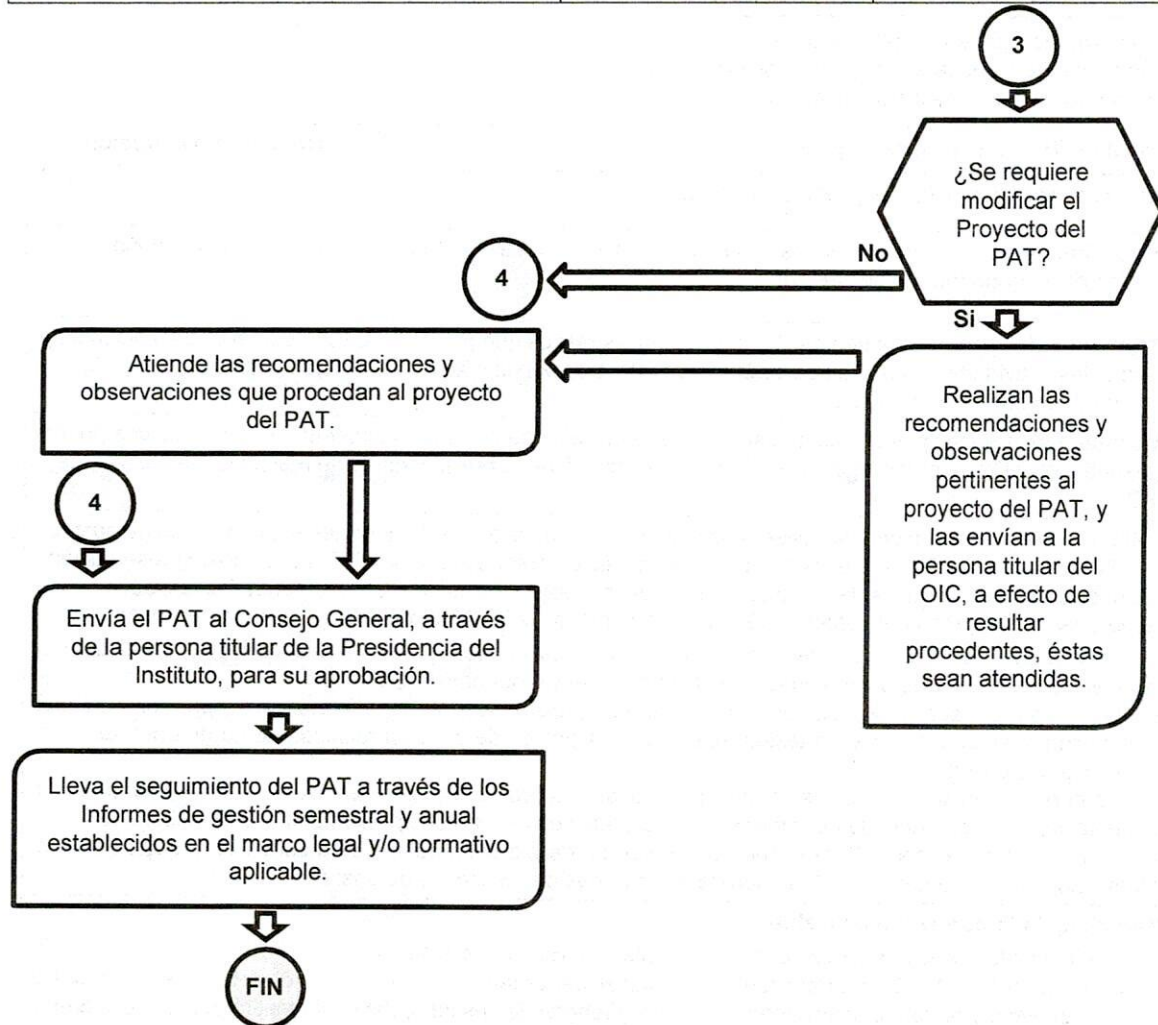 3
¿Se requiere
modificar el
Proyecto del
PAT?
No
4
Si
Atiende las recomendaciones y
observaciones que procedan al proyecto
del PAT.
Realizan las
recomendaciones y
observaciones
pertinentes al
proyecto del PAT, y
las envían a la
persona titular del
OIC, a efecto de
resultar
procedentes, éstas
sean atendidas.
4
Envía el PAT al Consejo General, a través
de la persona titular de la Presidencia del
Instituto, para su aprobación.
Lleva el seguimiento del PAT a través de los
Informes de gestión semestral y anual
establecidos en el marco legal y/o normativo
aplicable.
FIN